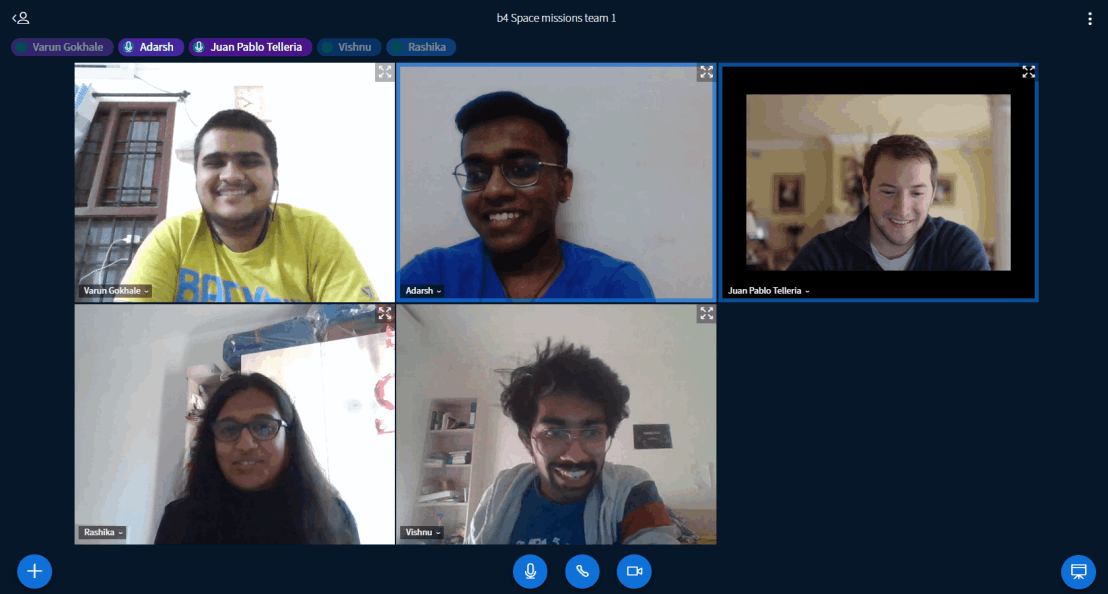 b4 Space missions team 1
Varun Gokhale
Adarsh
Juan Pablo Telleria
Vishnu
Rashika
Varun Gokhale
Adarsh
Juan Pablo Telleria
Rashika
Vishnu